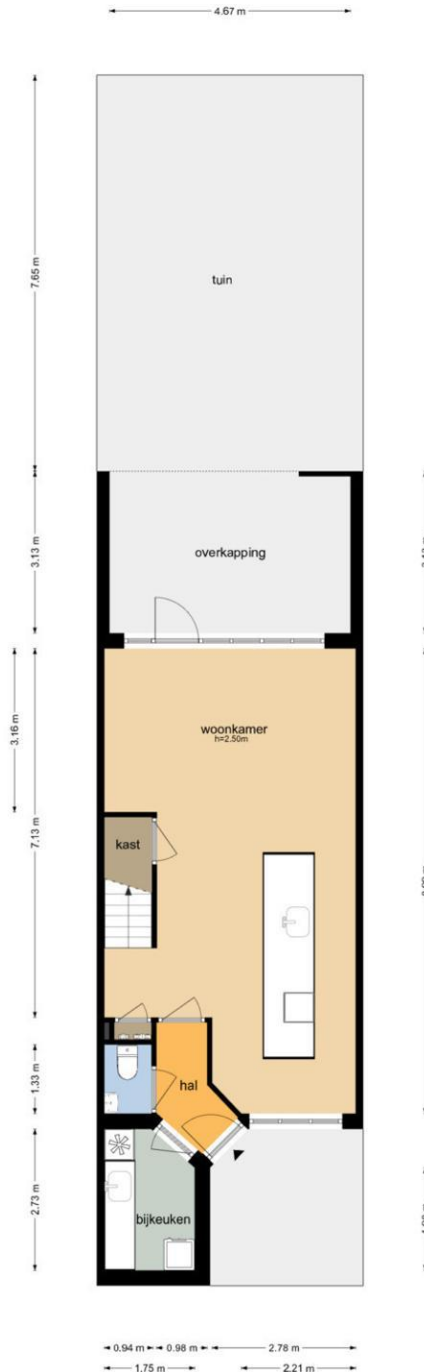 4.67 m
7.65 m
tuin
3.13 m
overkapping
3.16 m
7.13 m
woonkamer
h=2.50m
kast
1.33 m
hal
2.73 m
bijkeuken
0.94 m
0.98 m
2.78 m
1.75 m
2.21 m